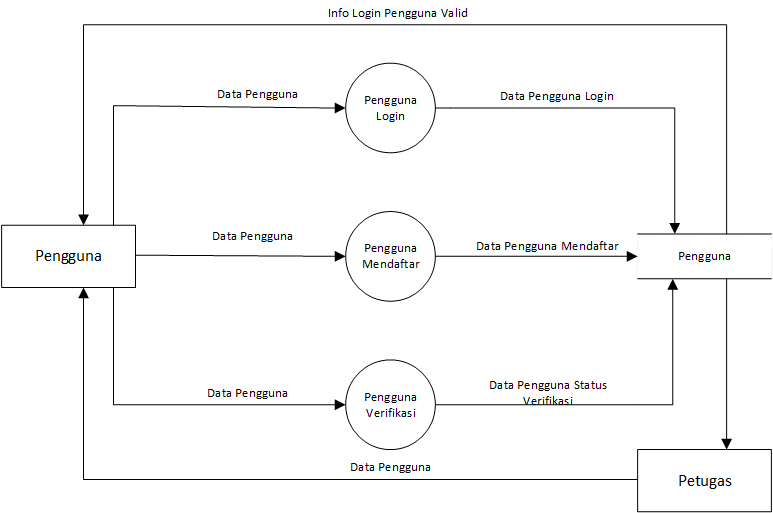 Info Login Pengguna Valid
Data Pengguna
Pengguna
Login
Data Pengguna Login
Pengguna
Data Pengguna
Pengguna
Mendaftar
Data Pengguna Mendaftar
Pengguna
Data Pengguna
Pengguna
Verifikasi
Data Pengguna Status
Verifikasi
Data Pengguna
Petugas